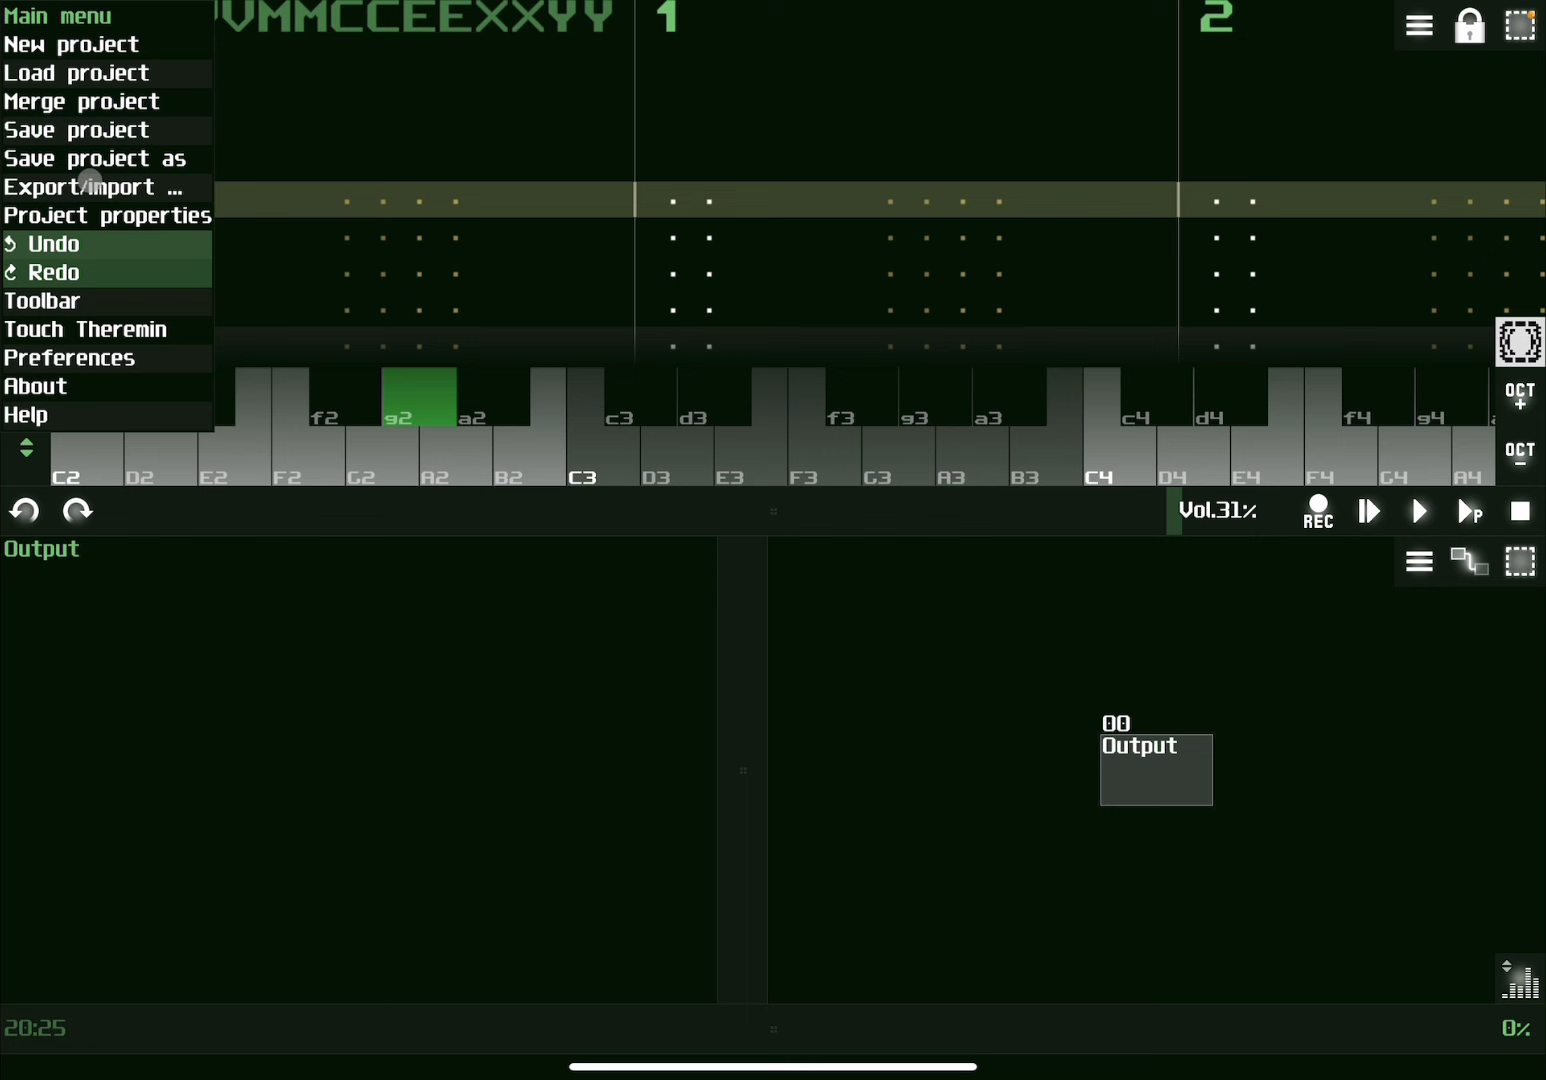 Main menu
New project
Load project
Merge project
Save project
Save project as
Export/import ...
Project properties
Undo
Redo
Toolbar
Touch Theremin
Preferences
About
Help
VMMCCEEXXYY 1 2
OCT
+
OCT
-
f2 g2 a2 c3 d3 f3 g3 a3 c4 d4 f4 g4
C2 D2 E2 F2 G2 A2 B2 C3 D3 E3 F3 G3 A3 B3 C4 D4 E4 F4 G4 A4
Vol.31% REC P
Output
00
Output
20:25 0%